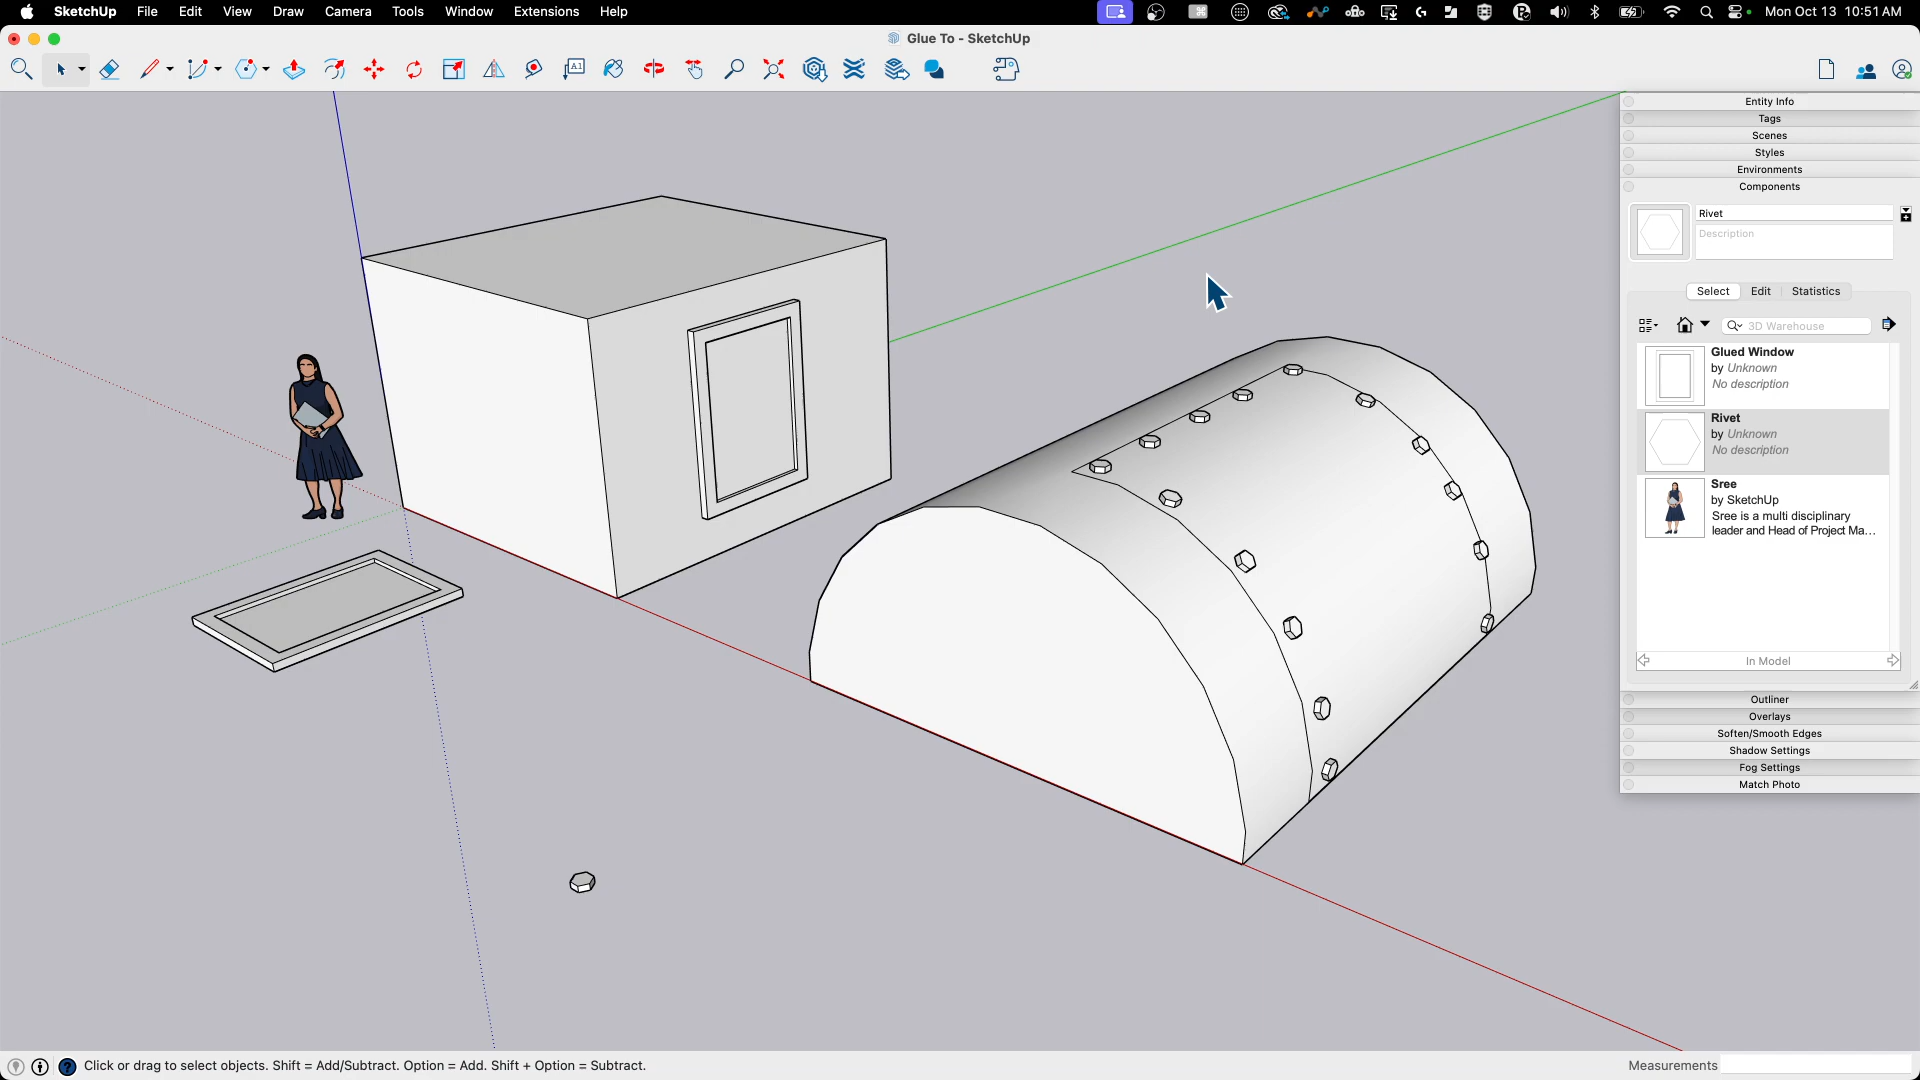 SketchUp File Edit View Draw Camera Tools Window Extensions Help Mon Oct 13 10:51 AM
Glue To - SketchUp
A1
Entity Info
Tags
Scenes
Styles
Environments
Components
Rivet
Description
Select Edit Statistics
3D Warehouse
Glued Window
by Unknown
No description
Rivet
by Unknown
No description
Sree
by SketchUp
Sree is a multi disciplinary
leader and Head of Project Ma...
In Model
Outliner
Overlays
Soften/Smooth Edges
Shadow Settings
Fog Settings
Match Photo
Click or drag to select objects. Shift = Add/Subtract. Option = Add. Shift + Option = Subtract.
Measurements